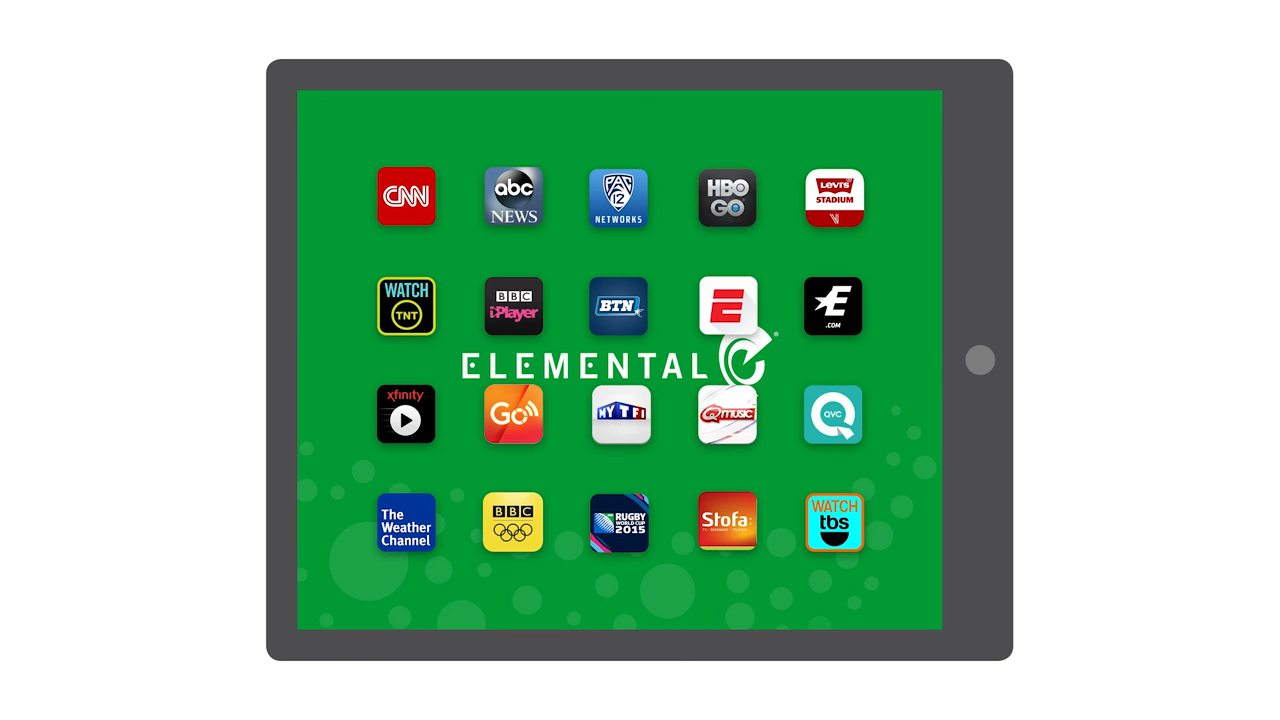 CNN
abc
NEWS
PAC
12
NETWORKS
HBO
GO
LEVI'S
STADIUM
WATCH
TNT
BBC
iPlayer
BTN
E
E
.COM
ELEMENTAL
xfinity
GO
MYTF1
Qmusic
QVC
The
Weather
Channel
BBC
RUGBY
WORLD CUP
2015
Stofa
WATCH
tbs